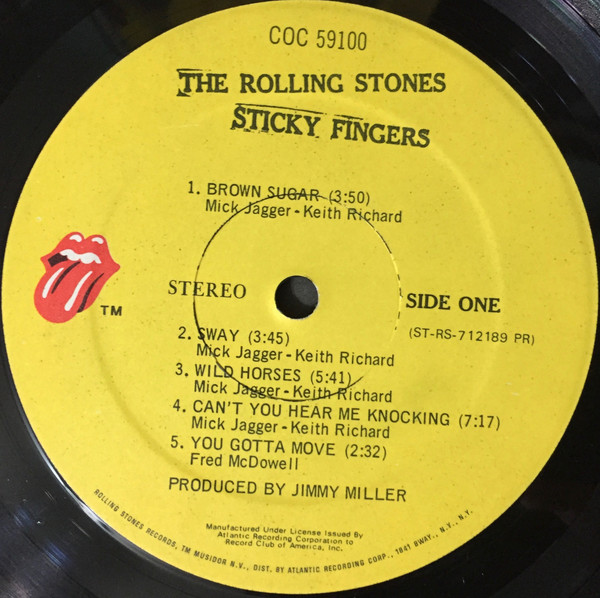 COC 59100
THE ROLLING STONES
STICKY FINGERS
1. BROWN SUGAR (3:50)
Mick Jagger - Keith Richard
STEREO
SIDE ONE
TM
(ST-RS-712189 PR)
2. SWAY (3:45)
Mick Jagger - Keith Richard
3. WILD HORSES (5:41)
Mick Jagger - Keith Richard
4. CAN'T YOU HEAR ME KNOCKING (7:17)
Mick Jagger - Keith Richard
5. YOU GOTTA MOVE (2:32)
Fred McDowell
PRODUCED BY JIMMY MILLER
Manufactured Under License Issued By
Atlantic Recording Corporation to
Record Club of America, Inc.
ROLLING STONES RECORDS, TM MUSIDOR N.V., DIST. BY ATLANTIC RECORDING CORP., 1841 BWAY., N.Y., N.Y.